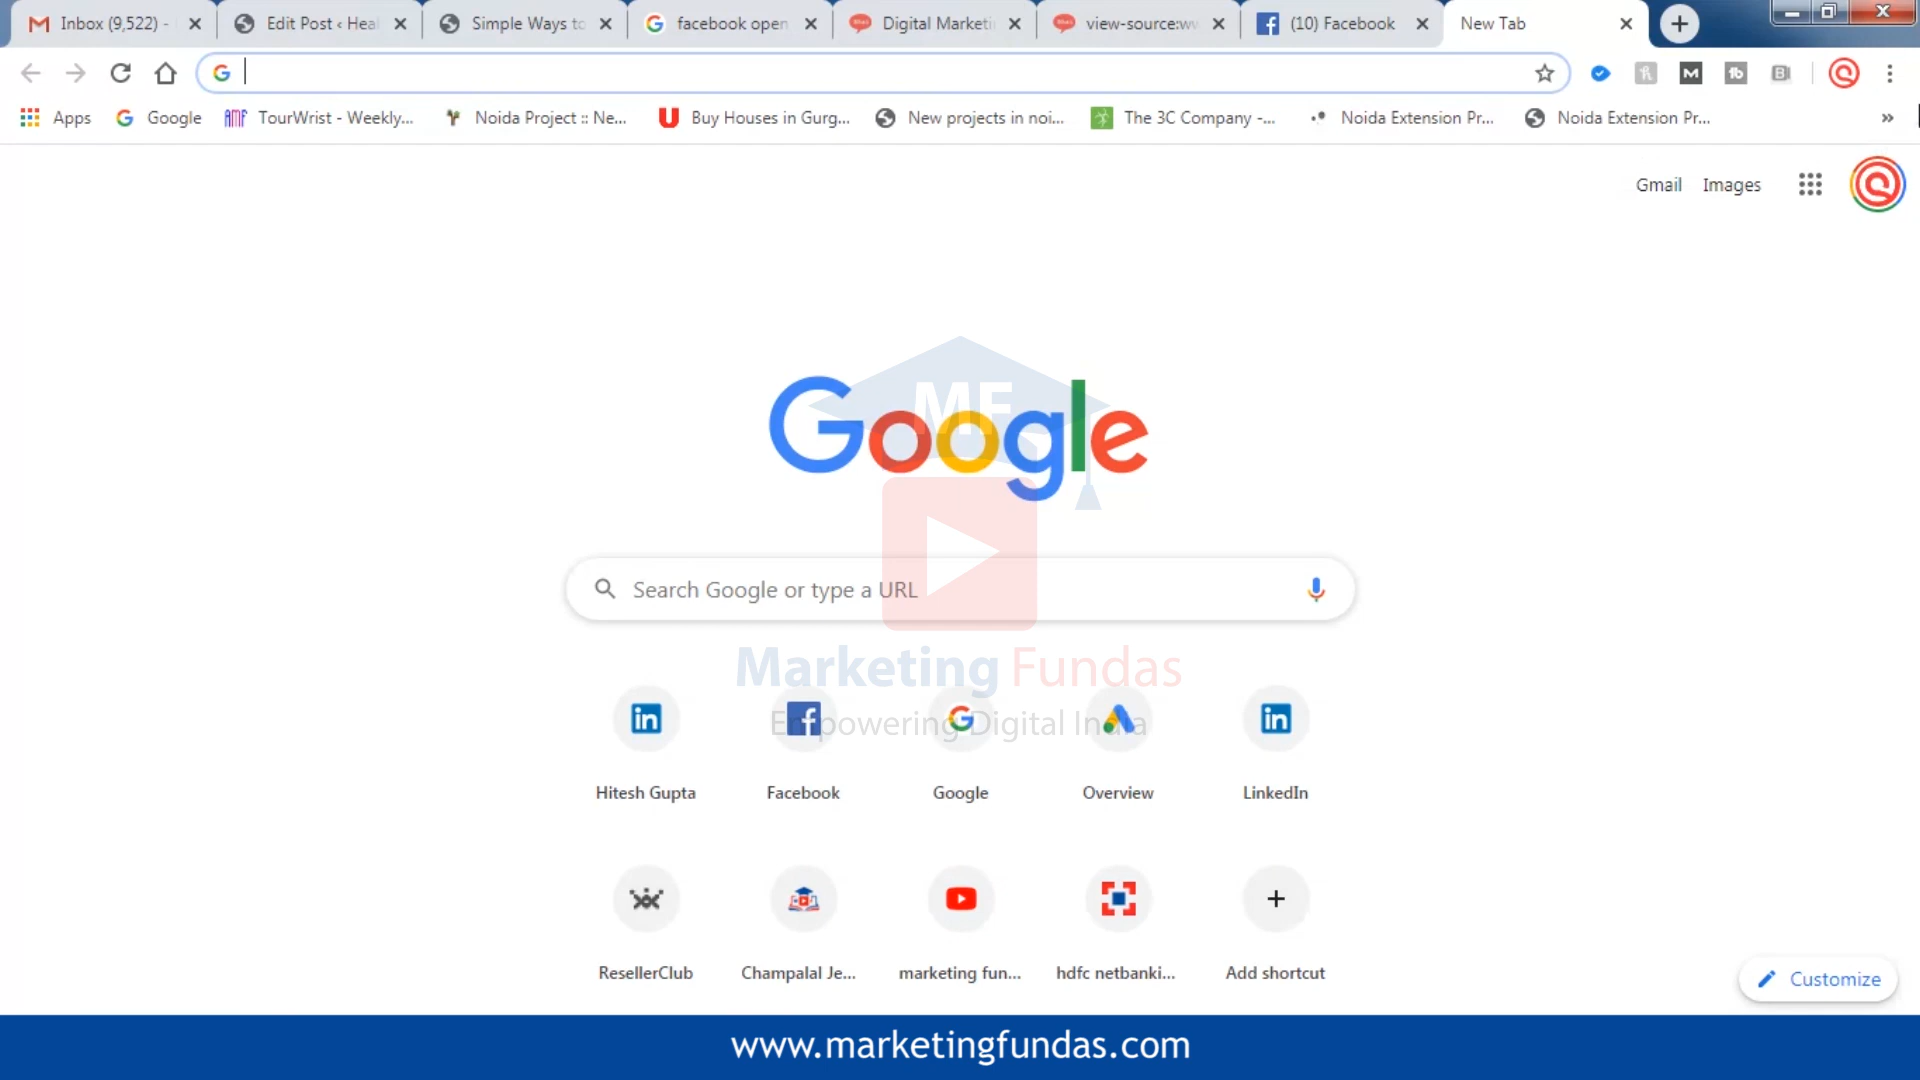 Inbox (9,522) -
Edit Post ‹ Heal
Simple Ways to
facebook open
Digital Marketi
view-source:ww
(10) Facebook
New Tab
Apps
Google
TourWrist - Weekly...
Noida Project :: Ne...
Buy Houses in Gurg...
New projects in noi...
The 3C Company -...
Noida Extension Pr...
Noida Extension Pr...
Gmail
Images
MF
Google
Search Google or type a URL
Marketing Fundas
Empowering Digital India
Hitesh Gupta
Facebook
Google
Overview
LinkedIn
ResellerClub
Champalal Je...
marketing fun...
hdfc netbanki...
Add shortcut
Customize
www.marketingfundas.com